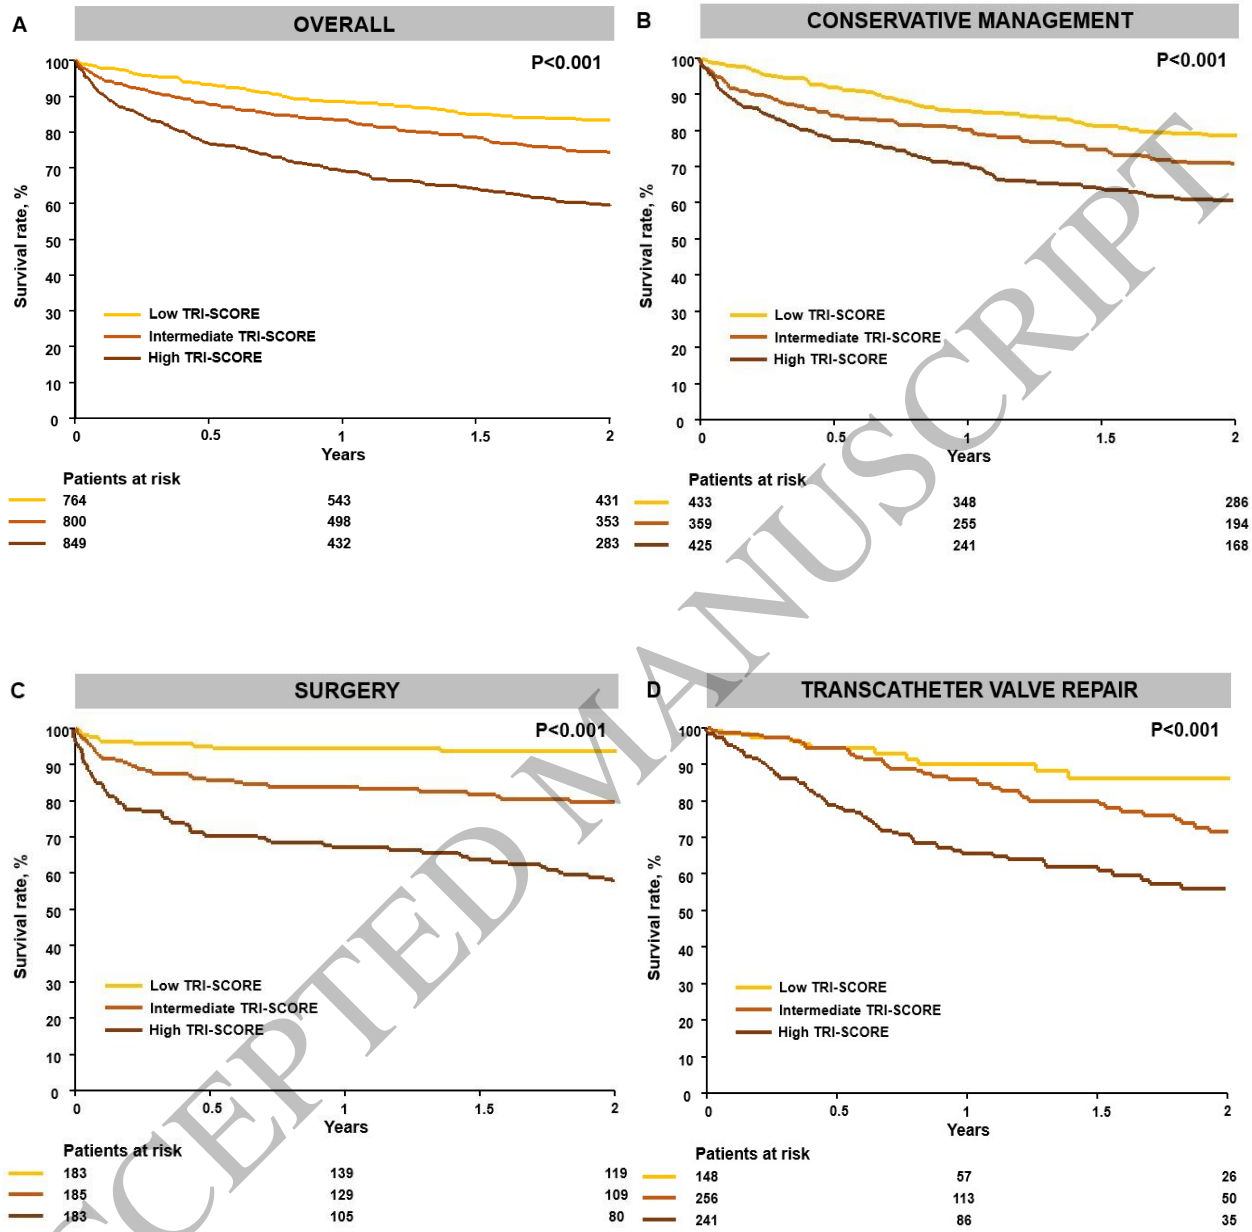 A
OVERALL
P<0.001
Survival rate, %
100
90
80
70
60
50
40
30
20
10
0
Low TRI-SCORE
Intermediate TRI-SCORE
High TRI-SCORE
0 0.5 1 1.5 2
Years
Patients at risk
764 543 431
800 498 353
849 432 283
B
CONSERVATIVE MANAGEMENT
P<0.001
Survival rate, %
100
90
80
70
60
50
40
30
20
10
0
Low TRI-SCORE
Intermediate TRI-SCORE
High TRI-SCORE
0 0.5 1 1.5 2
Years
Patients at risk
433 348 286
359 255 194
425 241 168
C
SURGERY
P<0.001
Survival rate, %
100
90
80
70
60
50
40
30
20
10
0
Low TRI-SCORE
Intermediate TRI-SCORE
High TRI-SCORE
0 0.5 1 1.5 2
Years
Patients at risk
183 139 119
185 129 109
183 105 80
D
TRANSCATHETER VALVE REPAIR
P<0.001
Survival rate, %
100
90
80
70
60
50
40
30
20
10
0
Low TRI-SCORE
Intermediate TRI-SCORE
High TRI-SCORE
0 0.5 1 1.5 2
Years
Patients at risk
148 57 26
256 113 50
241 86 35
CCEPTED MANUSCRIPT